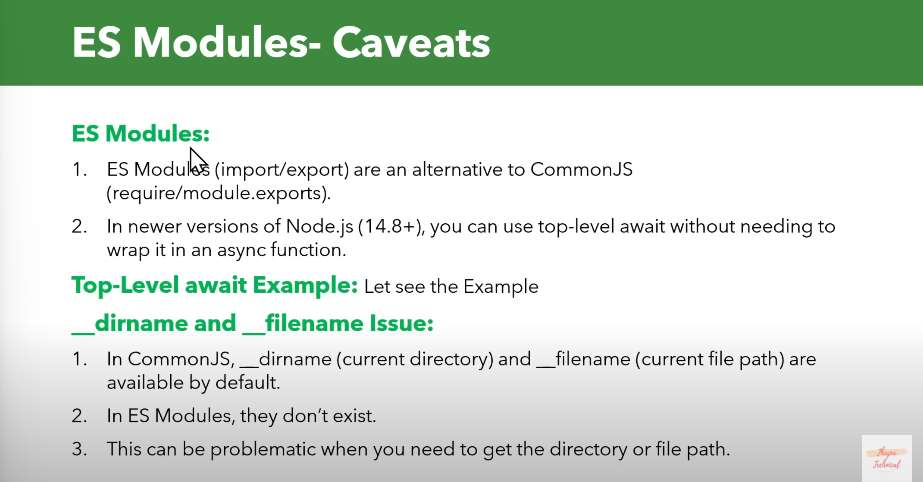 ES Modules- Caveats
ES Modules:
1. ES Modules (import/export) are an alternative to CommonJS
(require/module.exports).
2. In newer versions of Node.js (14.8+), you can use top-level await without needing to
wrap it in an async function.
Top-Level await Example: Let see the Example
__dirname and __filename Issue:
1. In CommonJS, __dirname (current directory) and __filename (current file path) are
available by default.
2. In ES Modules, they don’t exist.
3. This can be problematic when you need to get the directory or file path.
Technical